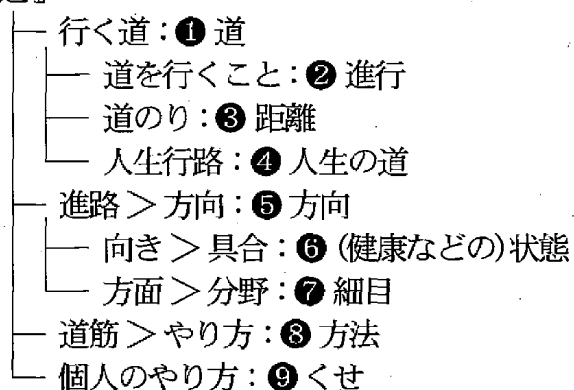 行く道:❶ 道
道を行くこと:❷ 進行
道のり:❸ 距離
人生行路:❹ 人生の道
進路＞方向:❺ 方向
向き＞具合:❻ (健康などの)状態
方面＞分野:❼ 細目
道筋＞やり方:❽ 方法
個人のやり方:❾ くせ